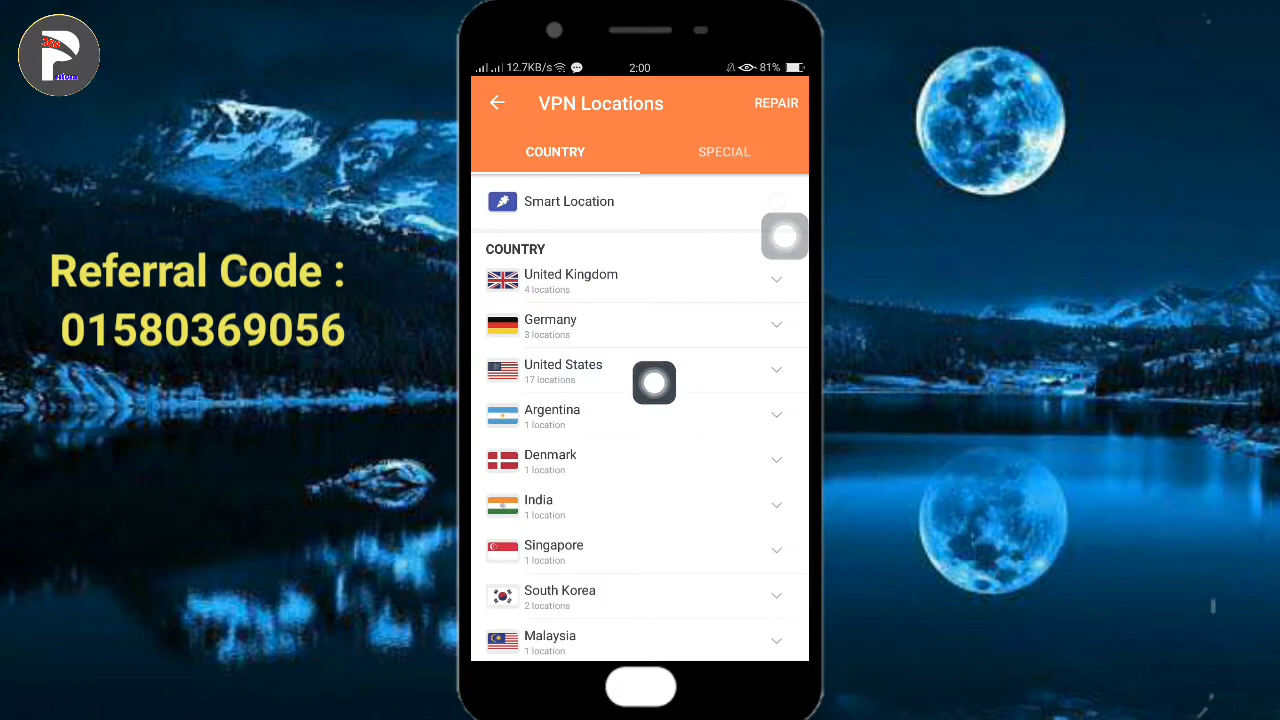 Referral Code :
01580369056
12.7KB/s
2:00
81%
VPN Locations
REPAIR
COUNTRY
SPECIAL
Smart Location
COUNTRY
United Kingdom
4 locations
Germany
3 locations
United States
17 locations
Argentina
1 location
Denmark
1 location
India
1 location
Singapore
1 location
South Korea
2 locations
Malaysia
1 location